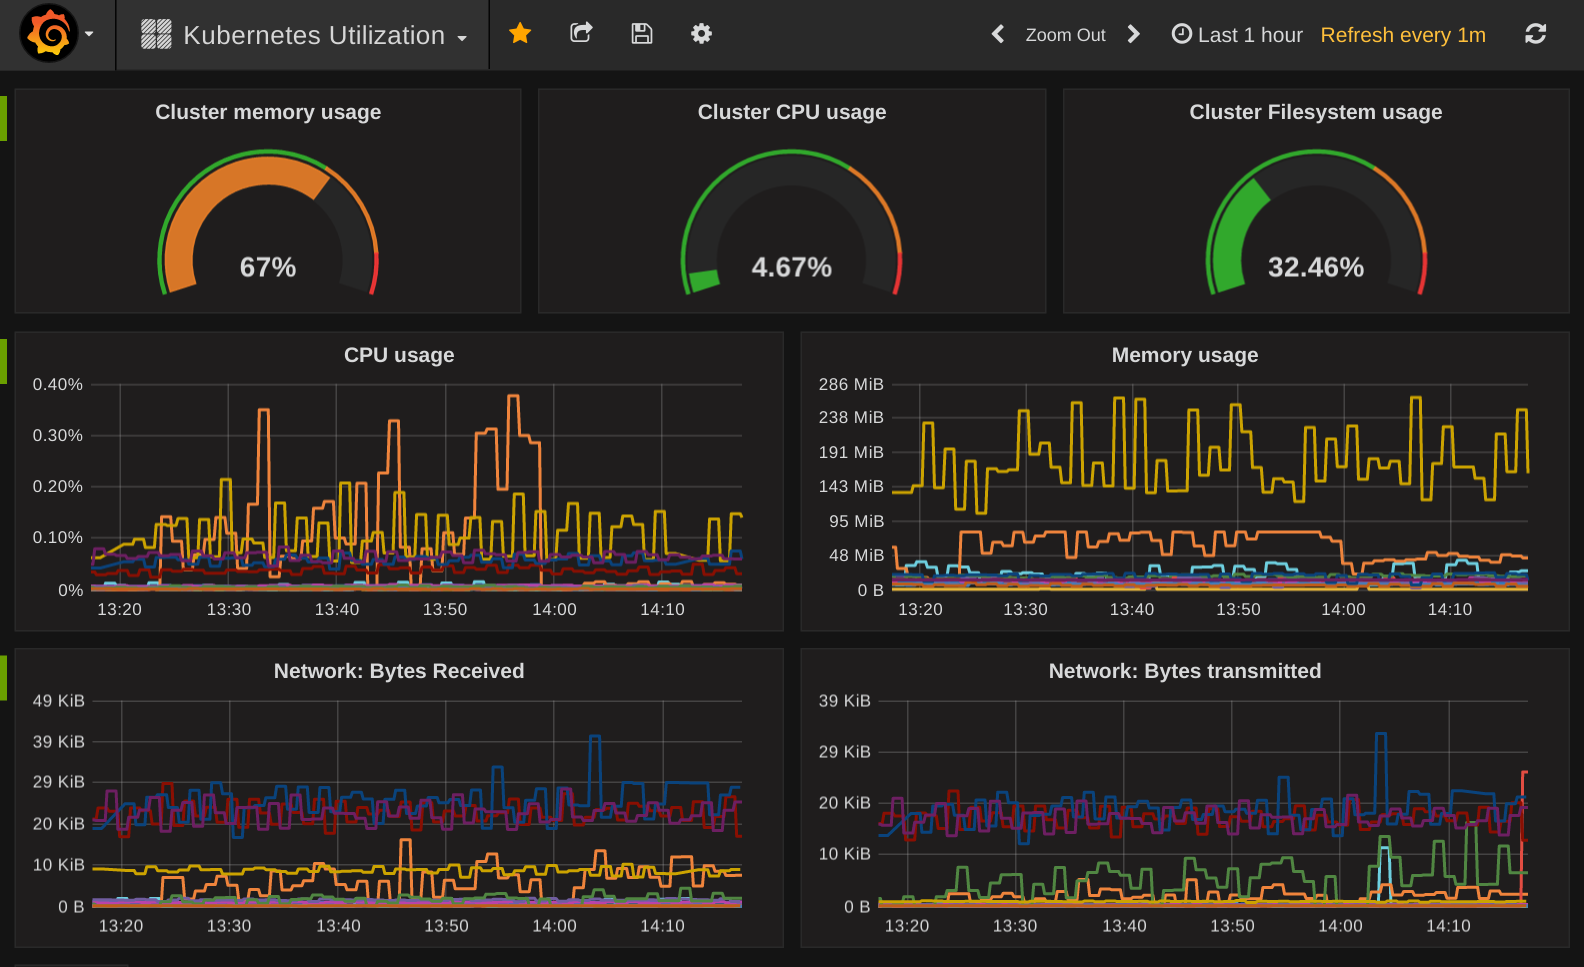 Kubernetes Utilization
Zoom Out
Last 1 hour
Refresh every 1m
Cluster memory usage
67%
Cluster CPU usage
4.67%
Cluster Filesystem usage
32.46%
CPU usage
0.40%
0.30%
0.20%
0.10%
0%
13:20 13:30 13:40 13:50 14:00 14:10
Memory usage
286 MiB
238 MiB
191 MiB
143 MiB
95 MiB
48 MiB
0 B
13:20 13:30 13:40 13:50 14:00 14:10
Network: Bytes Received
49 KiB
39 KiB
29 KiB
20 KiB
10 KiB
0 B
13:20 13:30 13:40 13:50 14:00 14:10
Network: Bytes transmitted
39 KiB
29 KiB
20 KiB
10 KiB
0 B
13:20 13:30 13:40 13:50 14:00 14:10